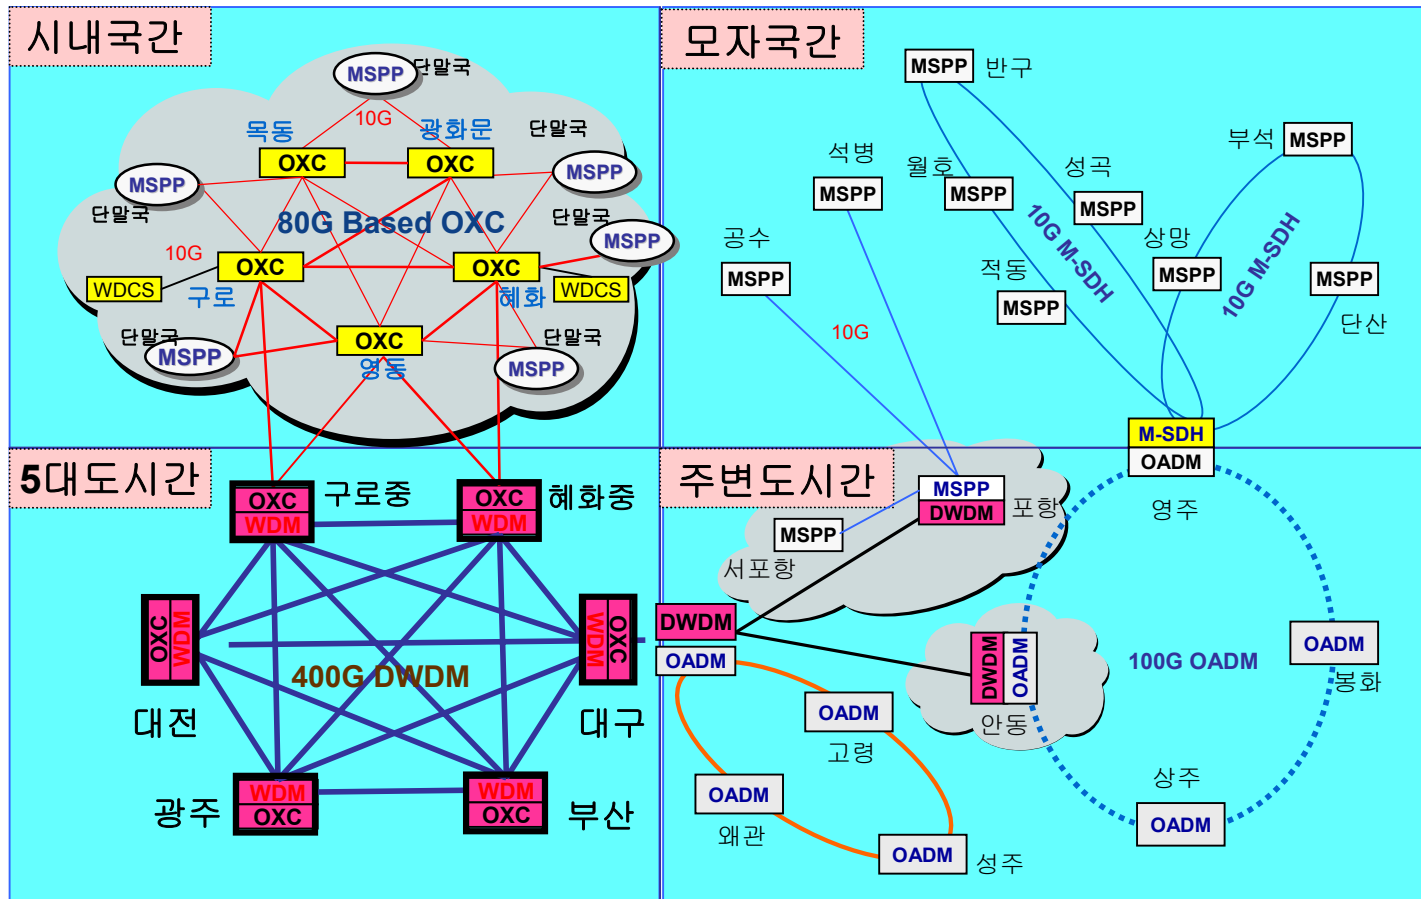 시내국간
MSPP
단말국
10G
목동
광화문
단말국
OXC
OXC
MSPP
MSPP
단말국
단말국
80G Based OXC
MSPP
10G
OXC
OXC
WDCS
WDCS
구로
혜화
단말국
단말국
OXC
MSPP
MSPP
영동
모자국간
MSPP
반구
부석
MSPP
석병
월호
성곡
MSPP
MSPP
MSPP
10G M-SDH
10G M-SDH
공수
상망
MSPP
적동
MSPP
MSPP
MSPP
단산
10G
M-SDH
5대도시간
구로중
혜화중
OXC
WDM
OXC
WDM
OXC
WDM
WDM
OXC
400G DWDM
대전
대구
WDM
OXC
WDM
OXC
광주
부산
주변도시간
OADM
영주
MSPP
DWDM
포항
MSPP
서포항
DWDM
OADM
DWDM
OADM
안동
100G OADM
OADM
봉화
OADM
고령
OADM
왜관
OADM
성주
상주
OADM